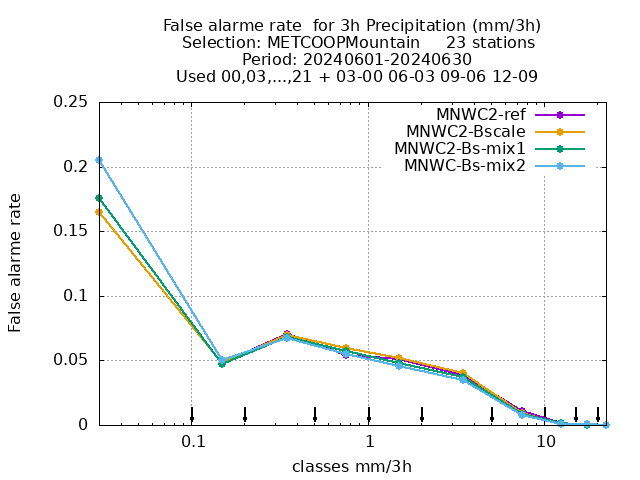 False alarme rate  for 3h Precipitation (mm/3h)
Selection: METCOOPMountain     23 stations
Period: 20240601-20240630
Used 00,03,...,21 + 03-00 06-03 09-06 12-09
MNWC2-ref
MNWC2-Bscale
MNWC2-Bs-mix1
MNWC-Bs-mix2
0.25
0.2
0.15
0.1
0.05
0
False alarme rate
0.1 1 10
classes mm/3h